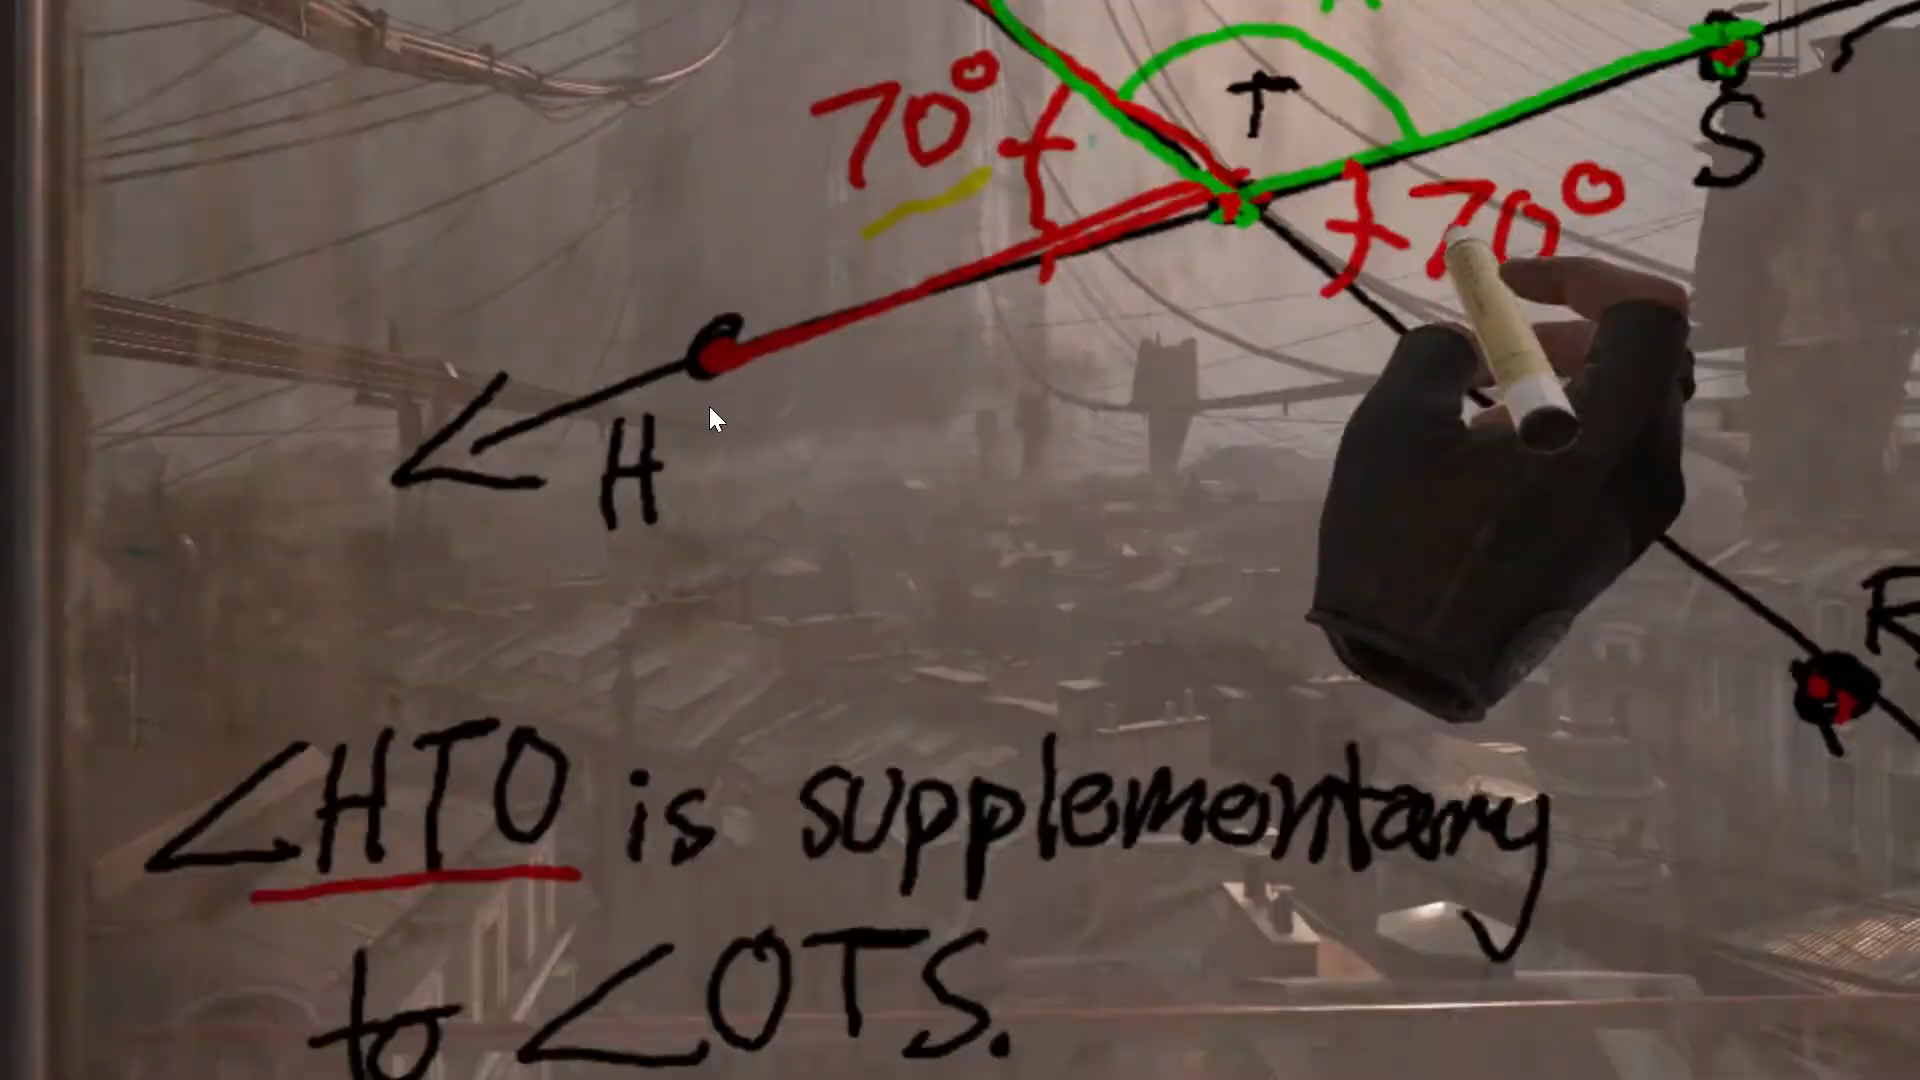 70°
T
S
70°
H
R
∠HTO is supplementary
to ∠OTS.